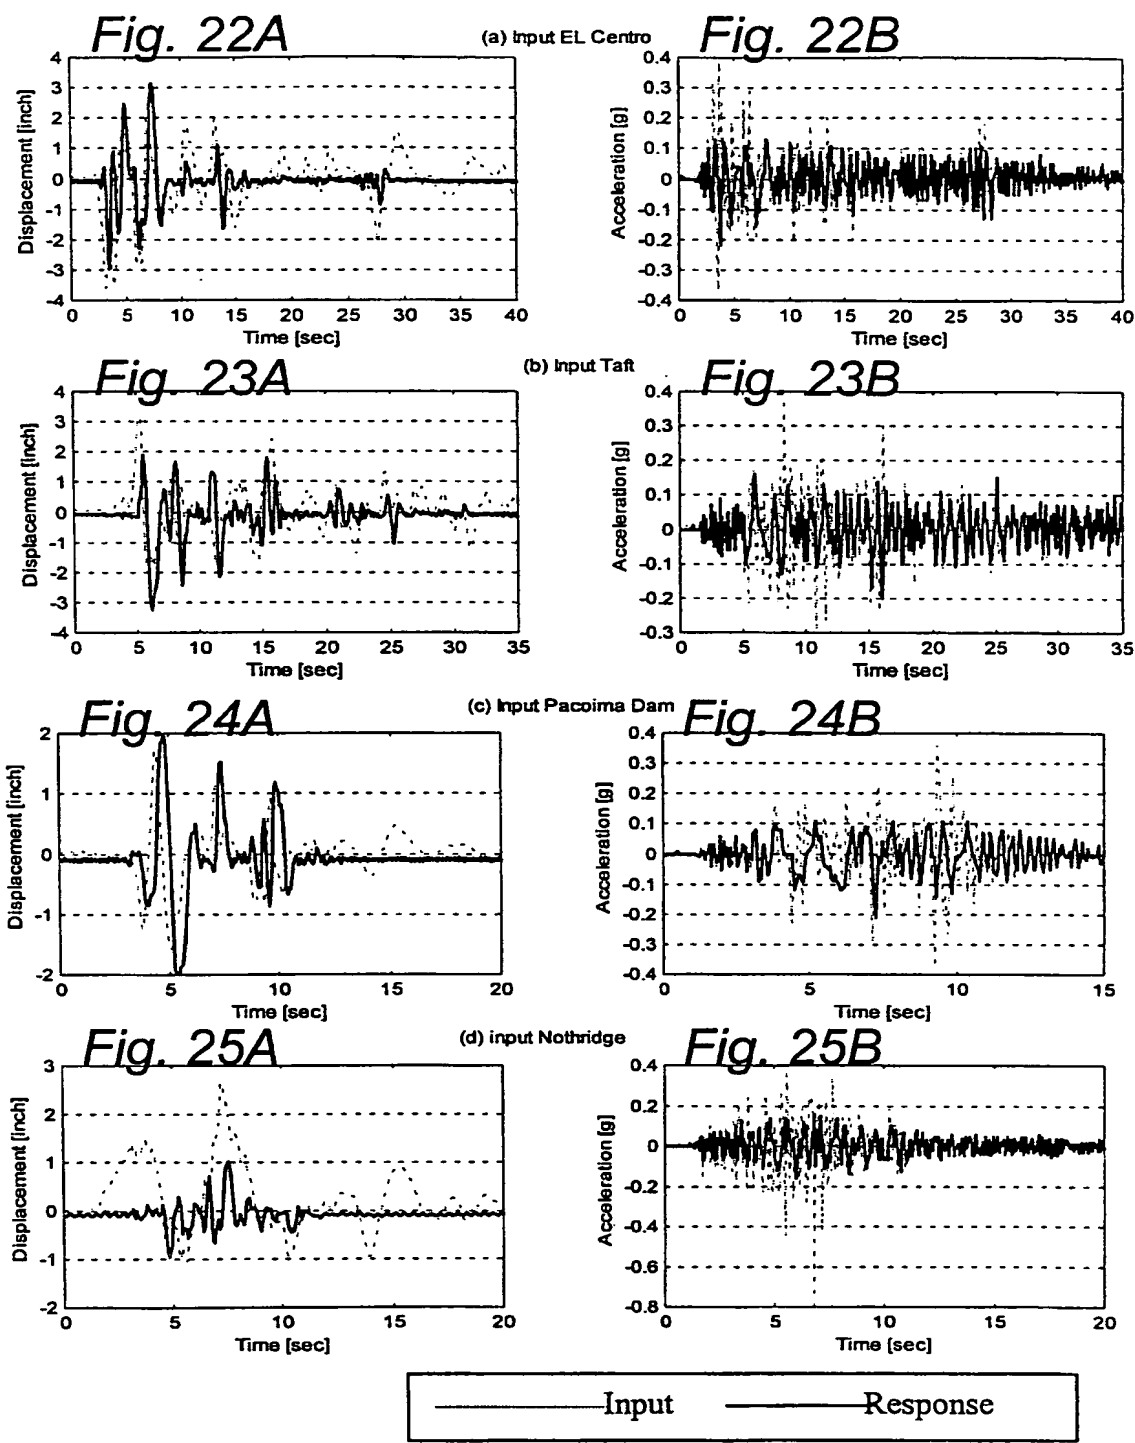 Fig. 22A
(a) Input EL Centro
Fig. 22B
Displacement [inch]
4
3
2
1
0
-1
-2
-3
-4
0 5 10 15 20 25 30 35 40
Time [sec]
Acceleration [g]
0.4
0.3
0.2
0.1
0
-0.1
-0.2
-0.3
-0.4
0 5 10 15 20 25 30 35 40
Time [sec]
Fig. 23A
(b) Input Taft
Fig. 23B
Displacement [inch]
4
3
2
1
0
-1
-2
-3
-4
0 5 10 15 20 25 30 35
Time [sec]
Acceleration [g]
0.4
0.3
0.2
0.1
0
-0.1
-0.2
-0.3
0 5 10 15 20 25 30 35
Time [sec]
Fig. 24A
(c) Input Pacoima Dam
Fig. 24B
Displacement [inch]
2
1
0
-1
-2
0 5 10 15 20
Time [sec]
Acceleration [g]
0.4
0.3
0.2
0.1
0
-0.1
-0.2
-0.3
-0.4
0 5 10 15
Time [sec]
Fig. 25A
(d) input Nothridge
Fig. 25B
Displacement [inch]
3
2
1
0
-1
-2
0 5 10 15 20
Time [sec]
Acceleration [g]
0.4
0.2
0
-0.2
-0.4
-0.6
-0.8
0 5 10 15 20
Time [sec]
Input Response